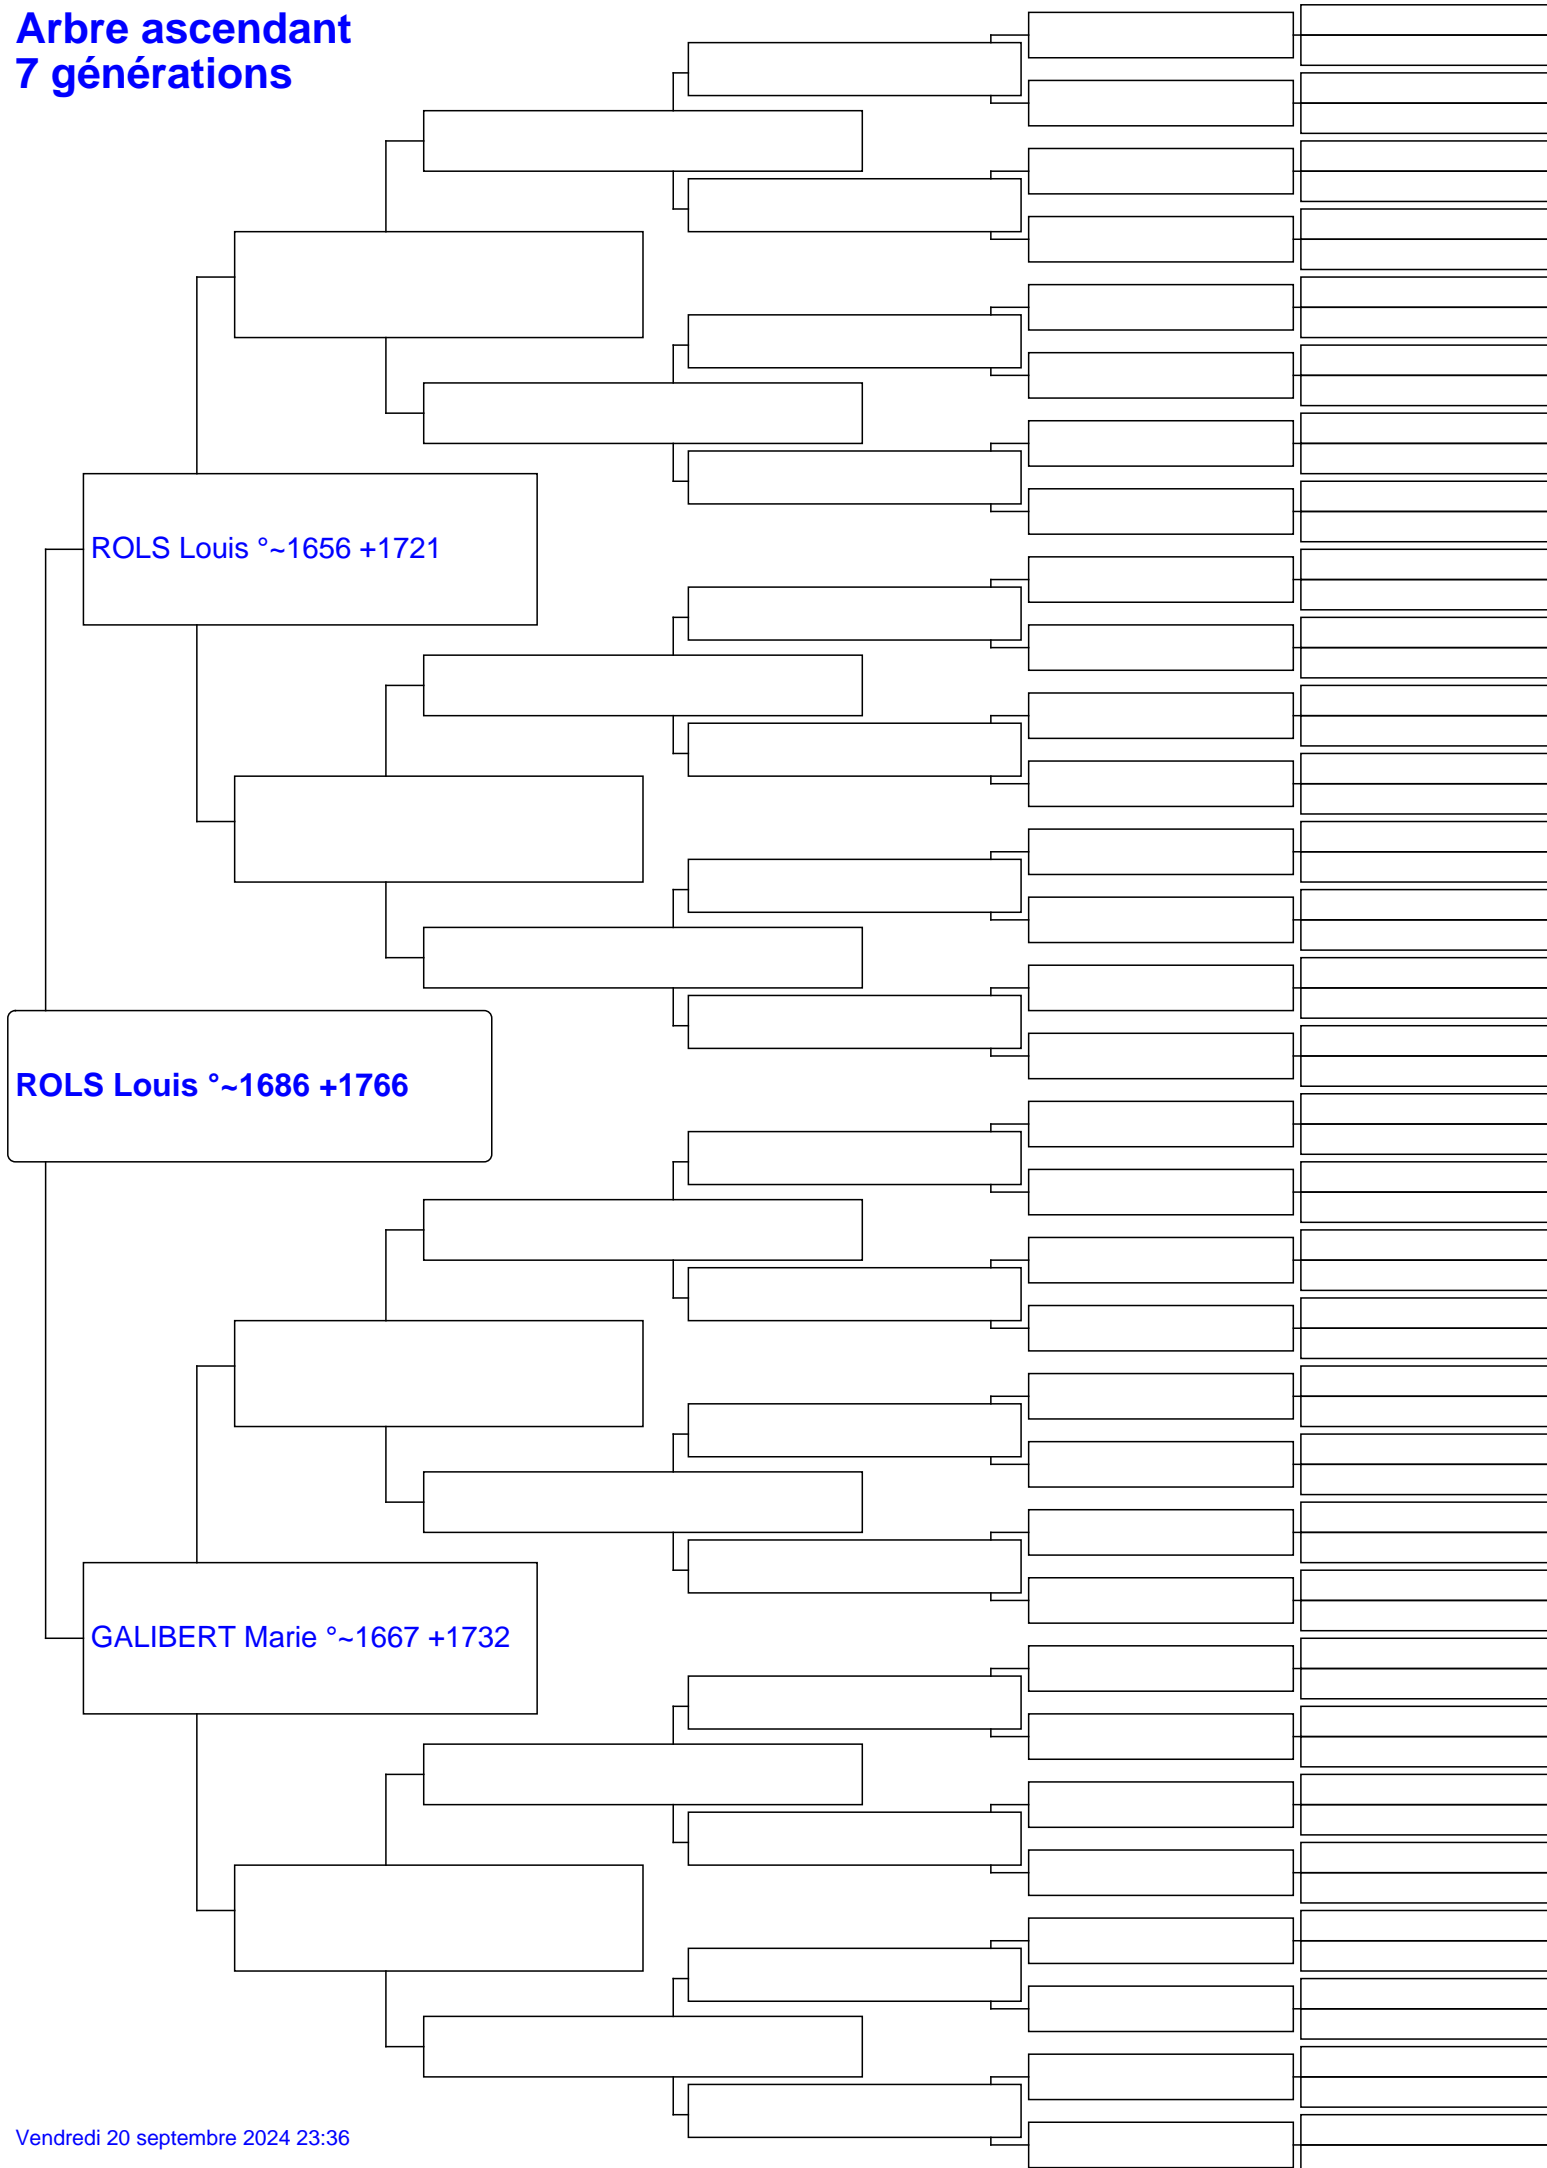 Arbre ascendant
7 générations
ROLS Louis °~1656 +1721
ROLS Louis °~1686 +1766
GALIBERT Marie °~1667 +1732
Vendredi 20 septembre 2024 23:36